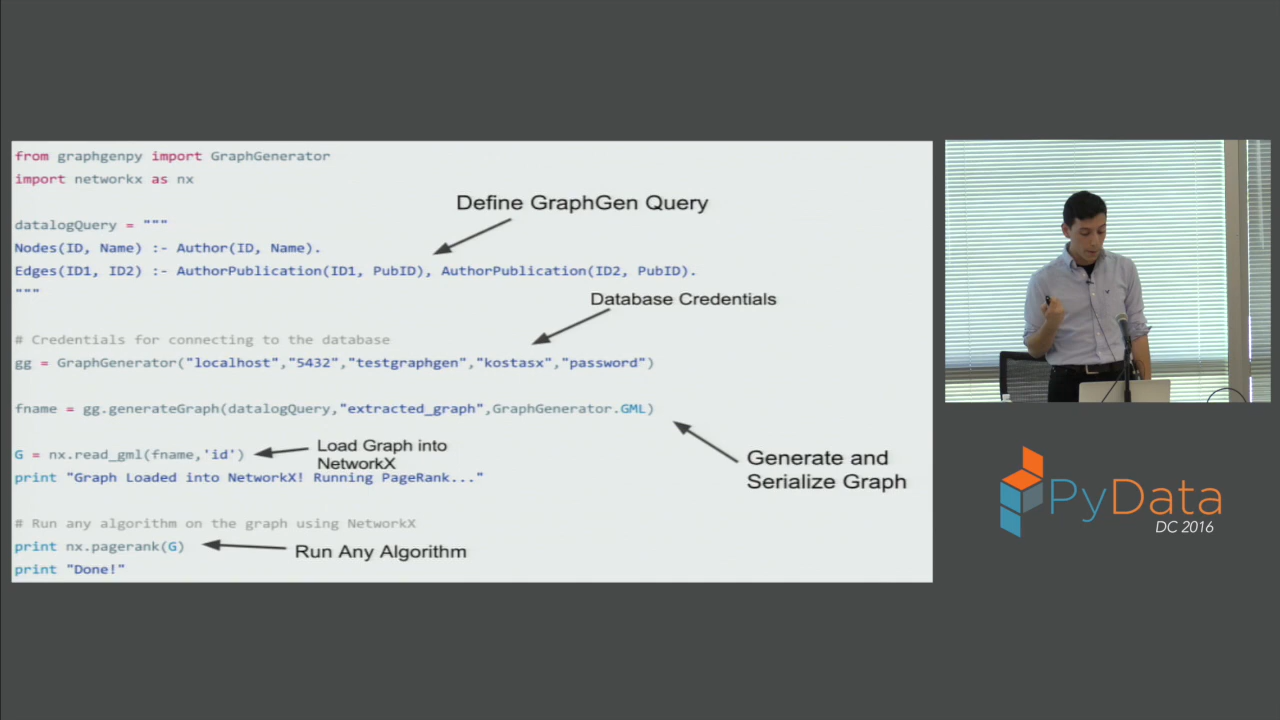 from graphgenpy import GraphGenerator
import networkx as nx
Define GraphGen Query
datalogQuery = """
Nodes(ID, Name) :- Author(ID, Name).
Edges(ID1, ID2) :- AuthorPublication(ID1, PubID), AuthorPublication(ID2, PubID).
"""
Database Credentials
# Credentials for connecting to the database
gg = GraphGenerator("localhost","5432","testgraphgen","kostasx","password")
fname = gg.generateGraph(datalogQuery,"extracted_graph",GraphGenerator.GML)
Generate and
Serialize Graph
G = nx.read_gml(fname,'id')
Load Graph into
NetworkX
print "Graph Loaded into NetworkX! Running PageRank..."
# Run any algorithm on the graph using NetworkX
print nx.pagerank(G)
Run Any Algorithm
print "Done!"
PyData
DC 2016